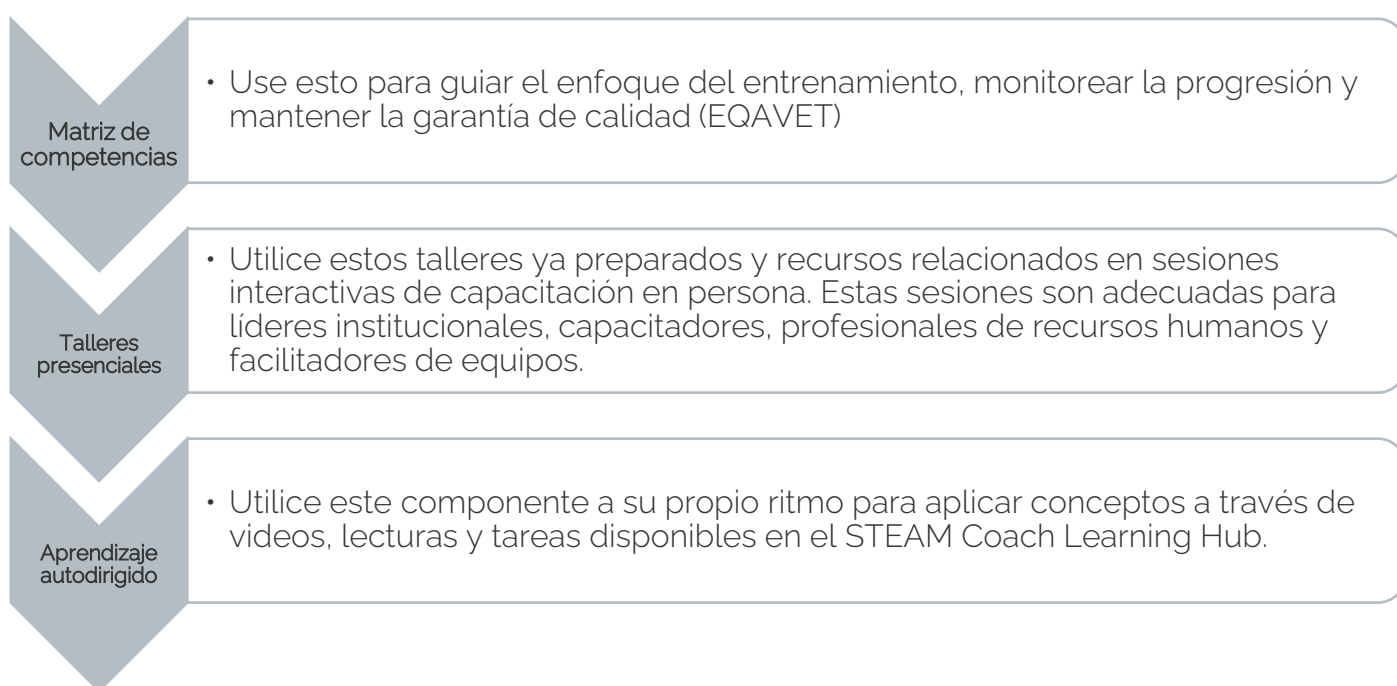 Matriz de
competencias
• Use esto para guiar el enfoque del entrenamiento, monitorear la progresión y
mantener la garantía de calidad (EQAVET)
Talleres
presenciales
• Utilice estos talleres ya preparados y recursos relacionados en sesiones
interactivas de capacitación en persona. Estas sesiones son adecuadas para
líderes institucionales, capacitadores, profesionales de recursos humanos y
facilitadores de equipos.
Aprendizaje
autodirigido
• Utilice este componente a su propio ritmo para aplicar conceptos a través de
videos, lecturas y tareas disponibles en el STEAM Coach Learning Hub.